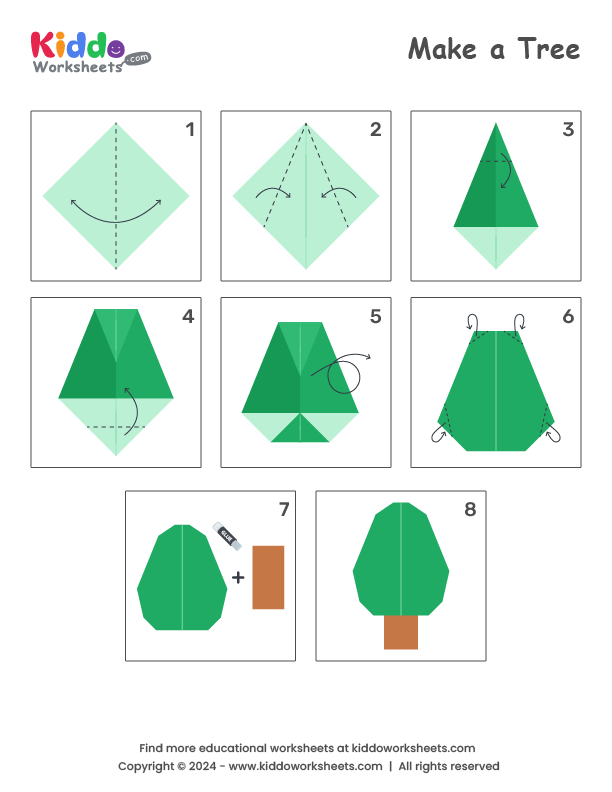 Kiddo
Worksheets
.com
Make a Tree
1
2
3
4
5
6
7
GLUE
+
8
Find more educational worksheets at kiddoworksheets.com
Copyright © 2024 - www.kiddoworksheets.com | All rights reserved